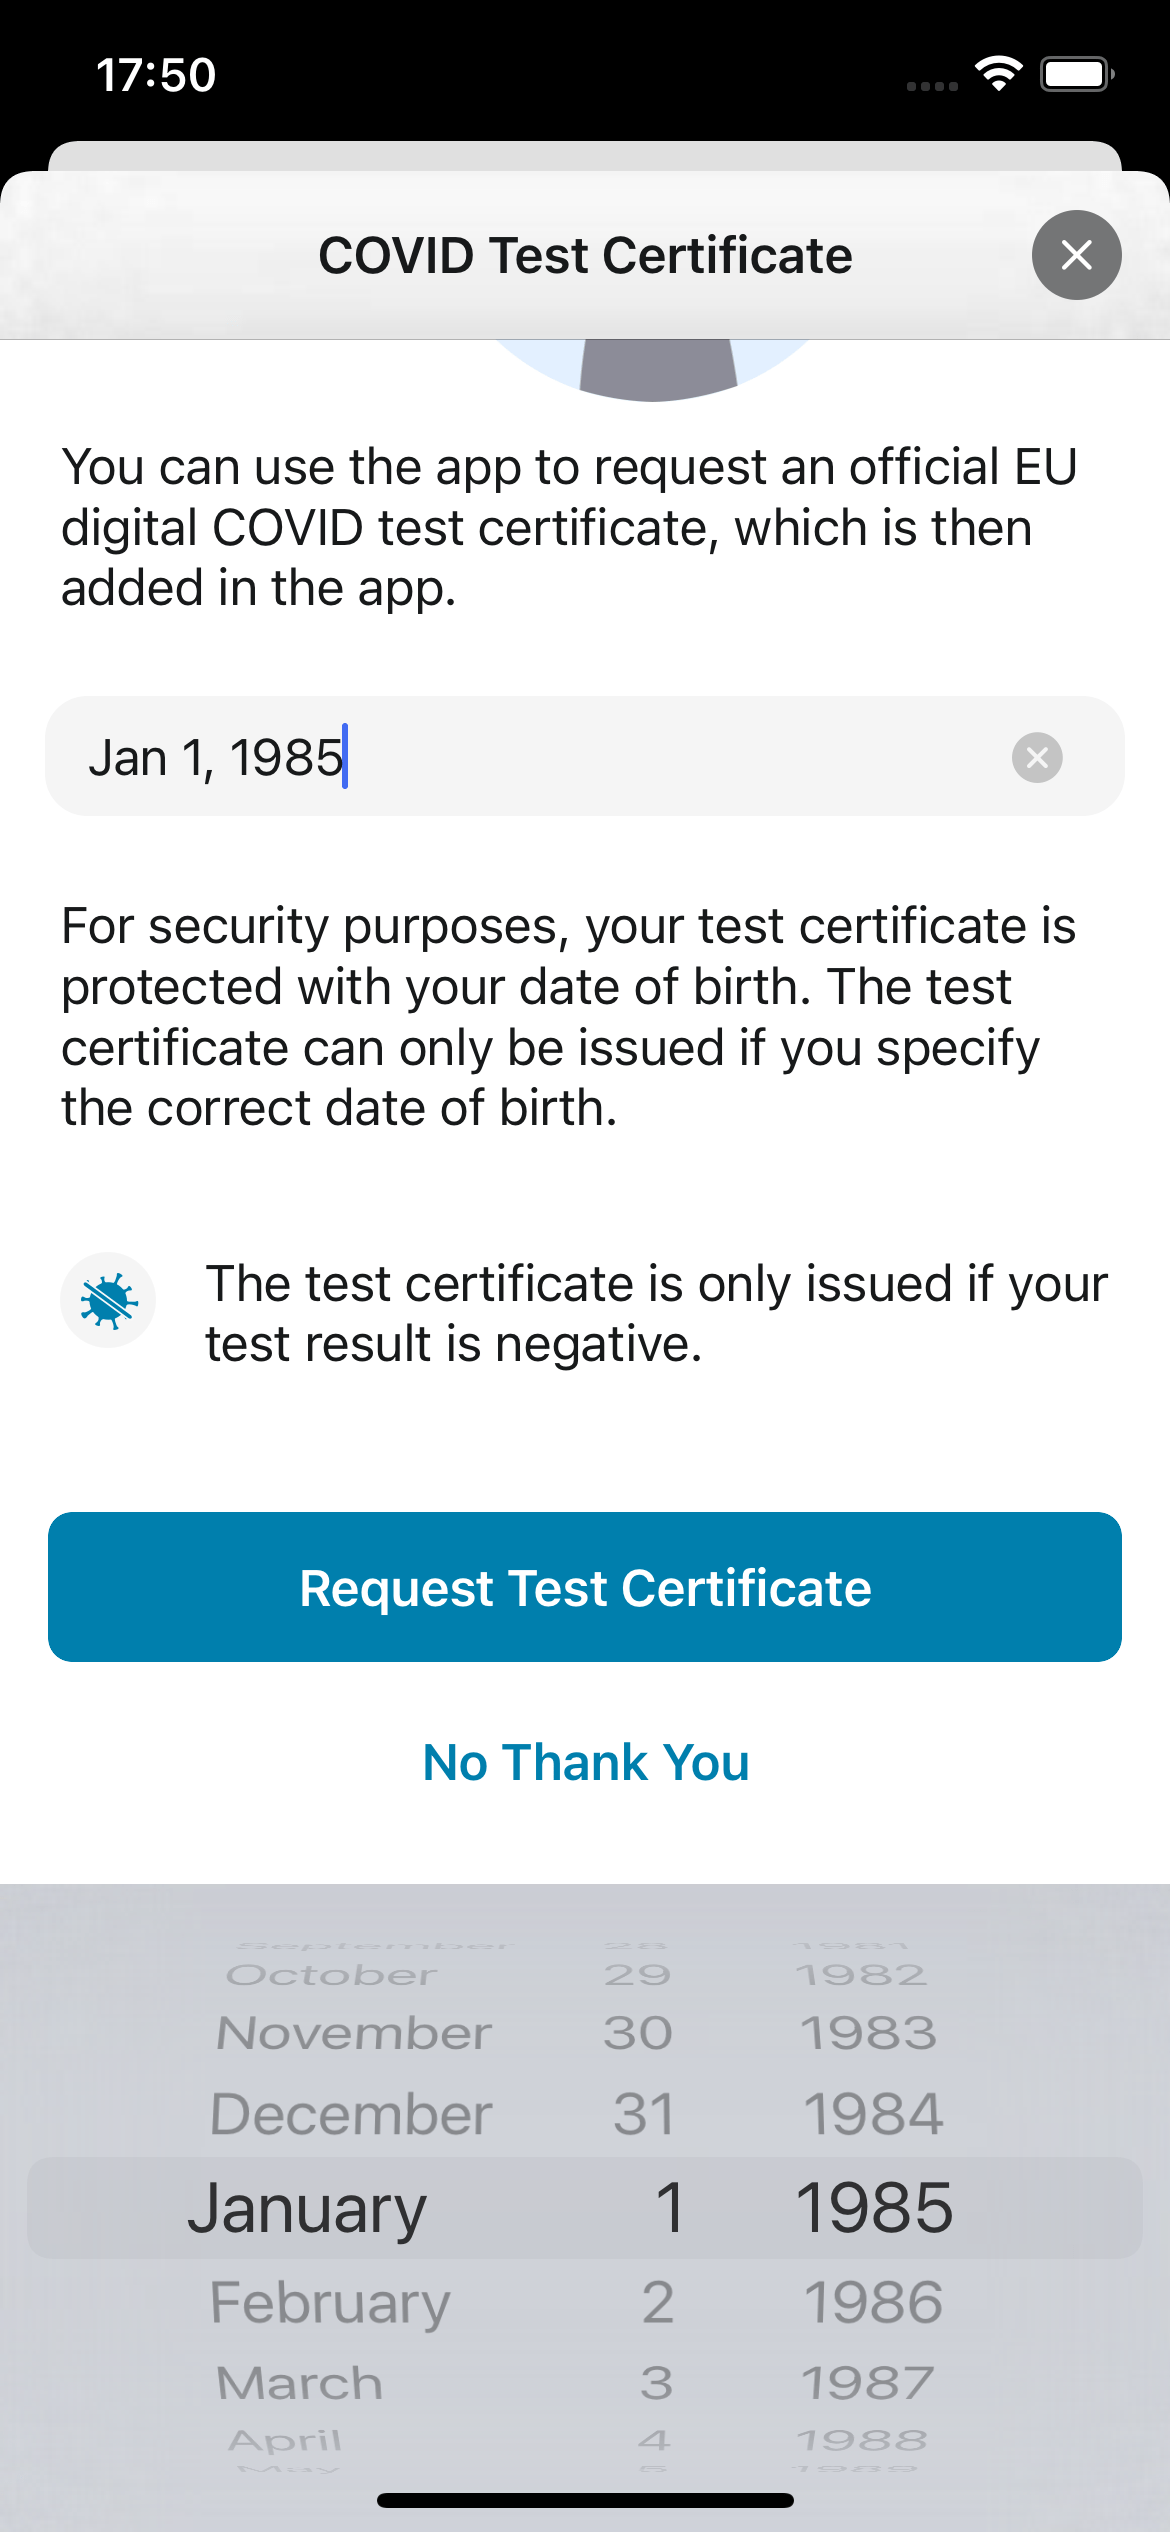 17:50
COVID Test Certificate
You can use the app to request an official EU
digital COVID test certificate, which is then
added in the app.
Jan 1, 1985
For security purposes, your test certificate is
protected with your date of birth. The test
certificate can only be issued if you specify
the correct date of birth.
The test certificate is only issued if your
test result is negative.
Request Test Certificate
No Thank You
September 28 1981
October 29 1982
November 30 1983
December 31 1984
January 1 1985
February 2 1986
March 3 1987
April 4 1988
May 5 1989